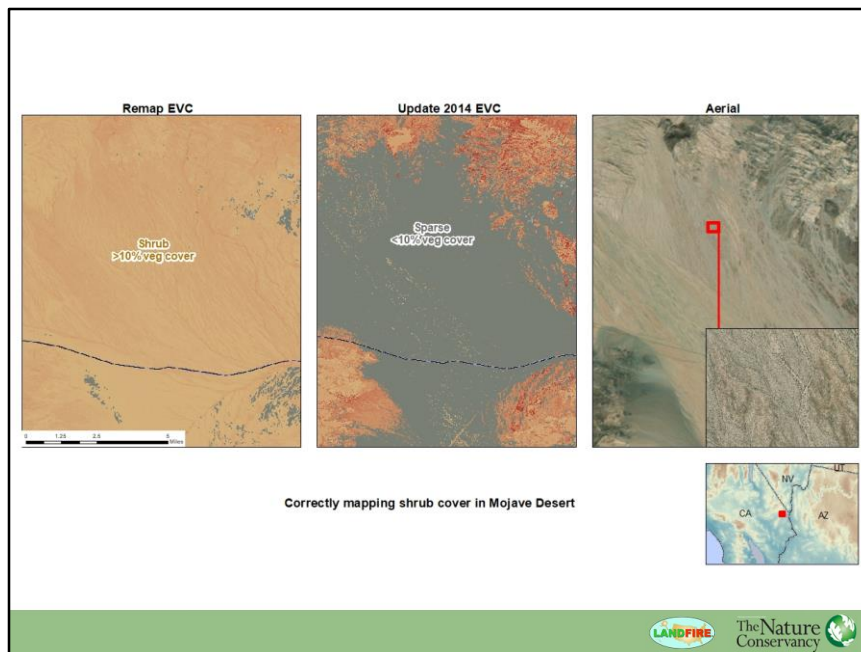 Remap EVC
Update 2014 EVC
Aerial
Shrub
>10% veg cover
Sparse
<10% veg cover
0 1.25 2.5 5
Miles
Correctly mapping shrub cover in Mojave Desert
NV
UT
CA
AZ
LANDFIRE
The Nature
Conservancy